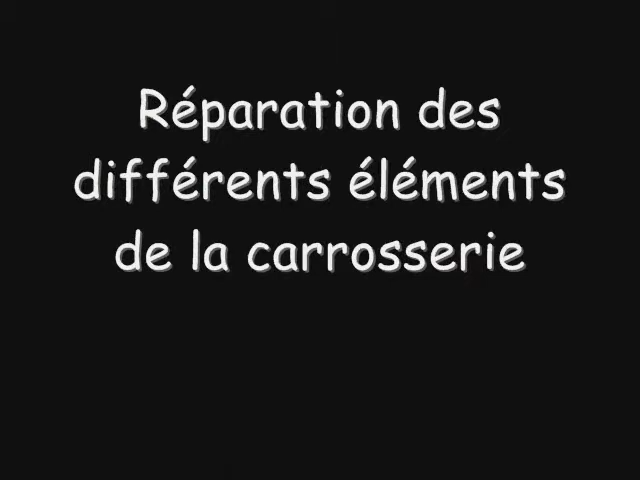 Réparation des
différents éléments
de la carrosserie